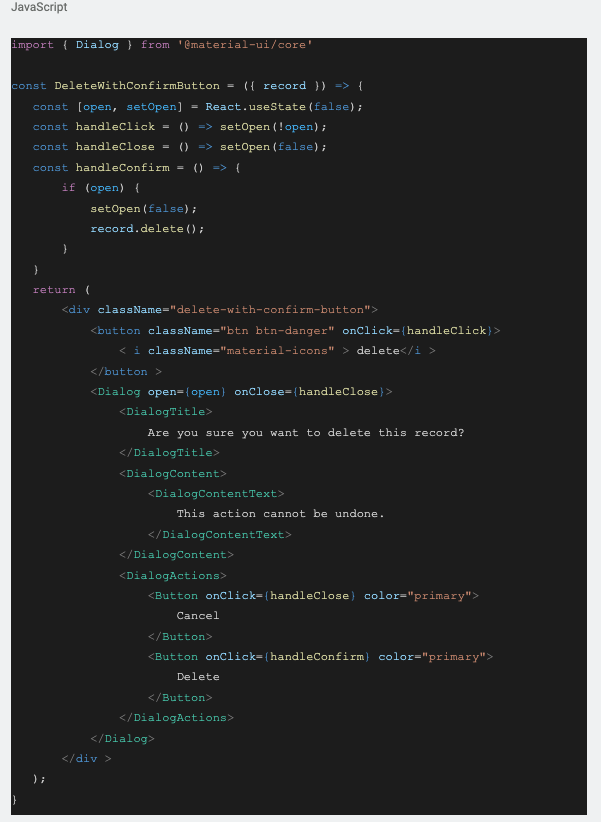 JavaScript
import { Dialog } from '@material-ui/core'
const DeleteWithConfirmButton = ({ record }) => {
   const [open, setOpen] = React.useState(false);
   const handleClick = () => setOpen(!open);
   const handleClose = () => setOpen(false);
   const handleConfirm = () => {
       if (open) {
           setOpen(false);
           record.delete();
       }
   }
   return (
       <div className="delete-with-confirm-button">
           <button className="btn btn-danger" onClick={handleClick}>
               < i className="material-icons" > delete</i >
           </button >
           <Dialog open={open} onClose={handleClose}>
               <DialogTitle>
                   Are you sure you want to delete this record?
               </DialogTitle>
               <DialogContent>
                   <DialogContentText>
                       This action cannot be undone.
                   </DialogContentText>
               </DialogContent>
               <DialogActions>
                   <Button onClick={handleClose} color="primary">
                       Cancel
                   </Button>
                   <Button onClick={handleConfirm} color="primary">
                       Delete
                   </Button>
               </DialogActions>
           </Dialog>
       </div >
   );
}